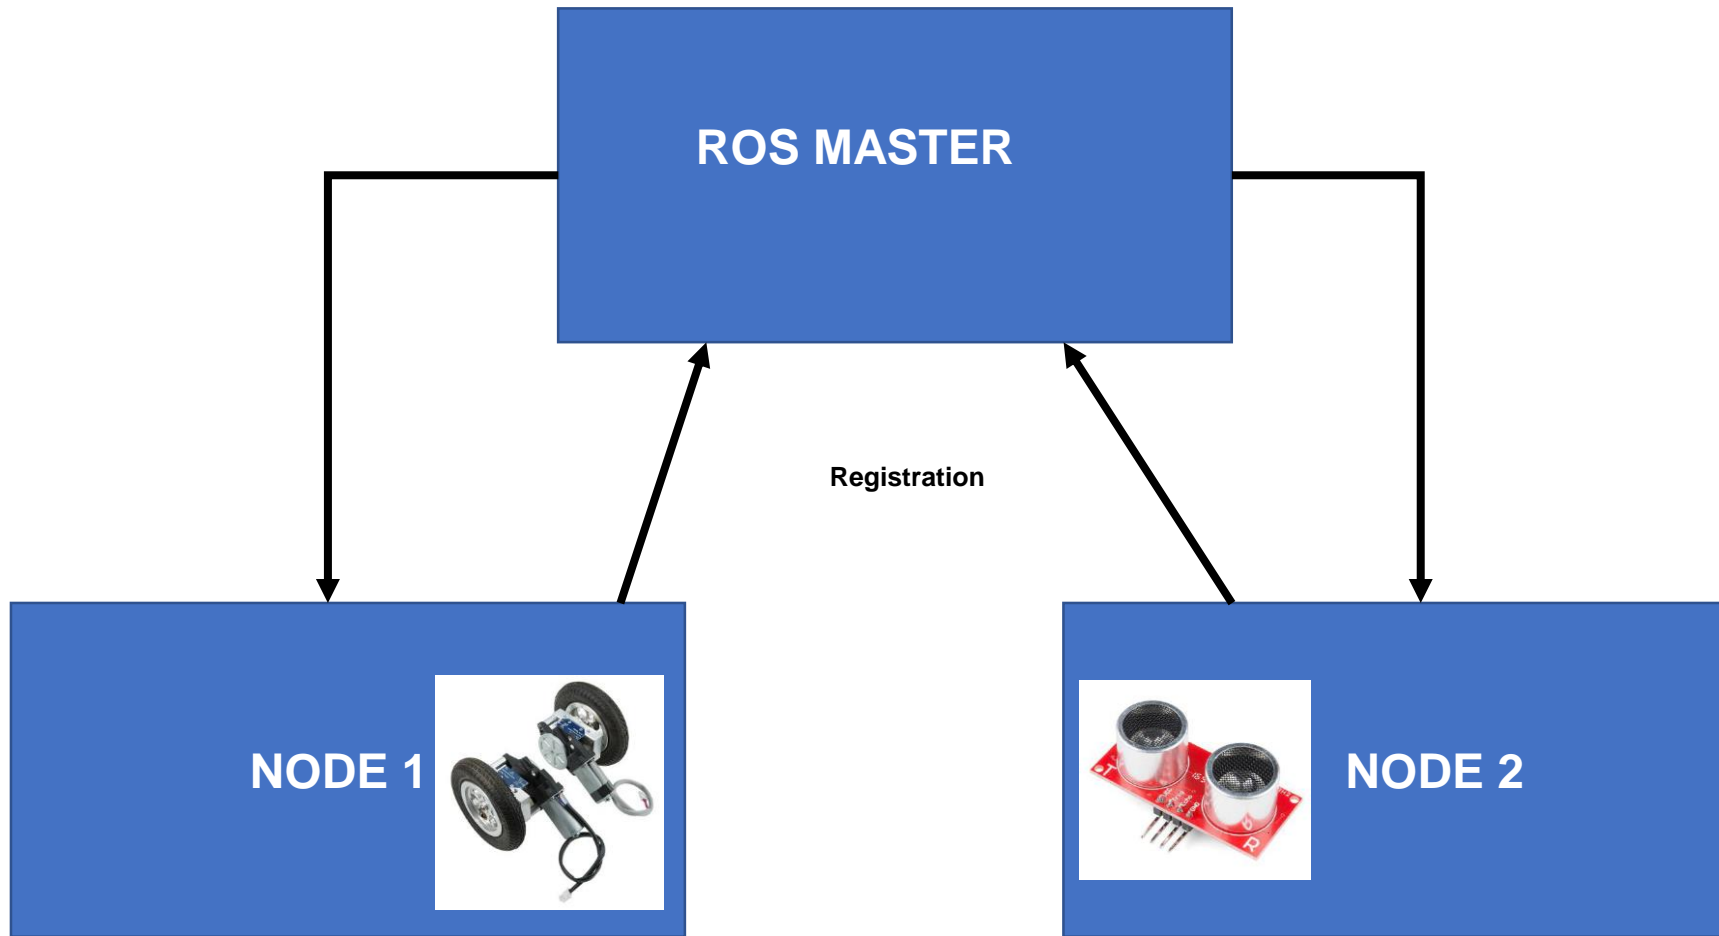 ROS MASTER
Registration
NODE 1
NODE 2
T
R